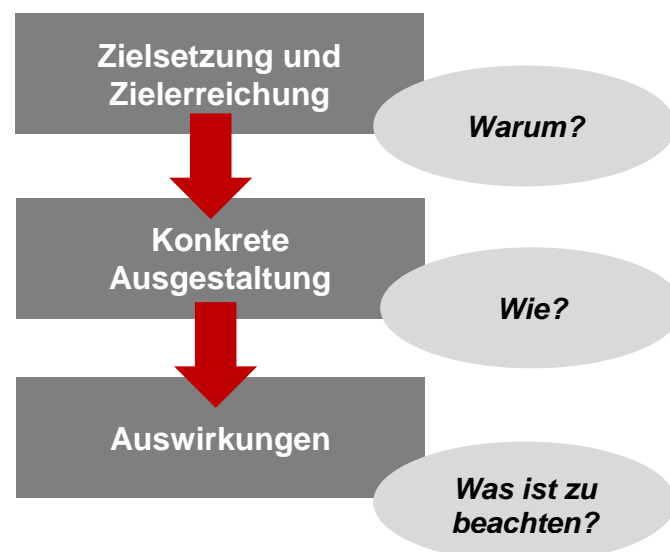 Zielsetzung und
Zielerreichung
Warum?
Konkrete
Ausgestaltung
Wie?
Auswirkungen
Was ist zu
beachten?